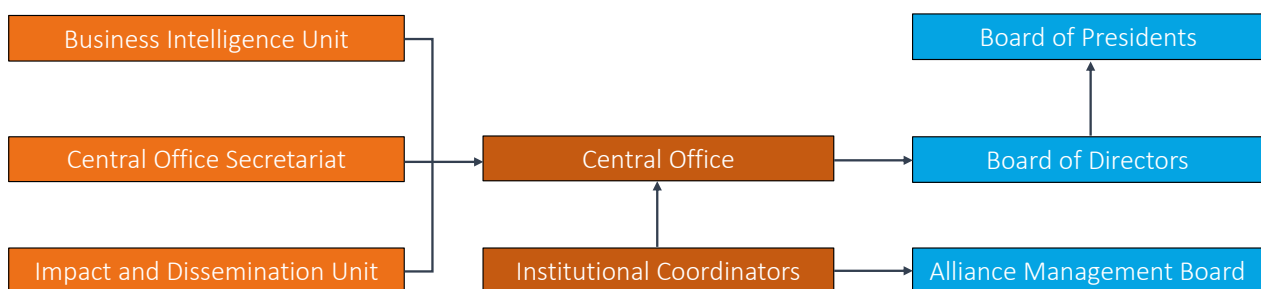 Business Intelligence Unit
Board of Presidents
Central Office Secretariat
Central Office
Board of Directors
Impact and Dissemination Unit
Institutional Coordinators
Alliance Management Board